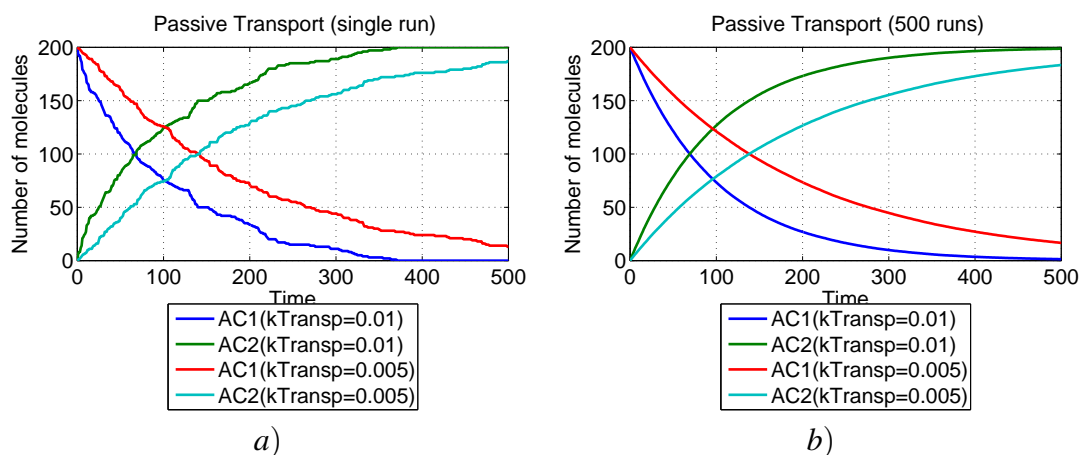 Passive Transport (single run)
Number of molecules
200
150
100
50
0
0 100 200 300 400 500
Time
AC1(kTransp=0.01)
AC2(kTransp=0.01)
AC1(kTransp=0.005)
AC2(kTransp=0.005)
a)
Passive Transport (500 runs)
Number of molecules
200
150
100
50
0
0 100 200 300 400 500
Time
AC1(kTransp=0.01)
AC2(kTransp=0.01)
AC1(kTransp=0.005)
AC2(kTransp=0.005)
b)